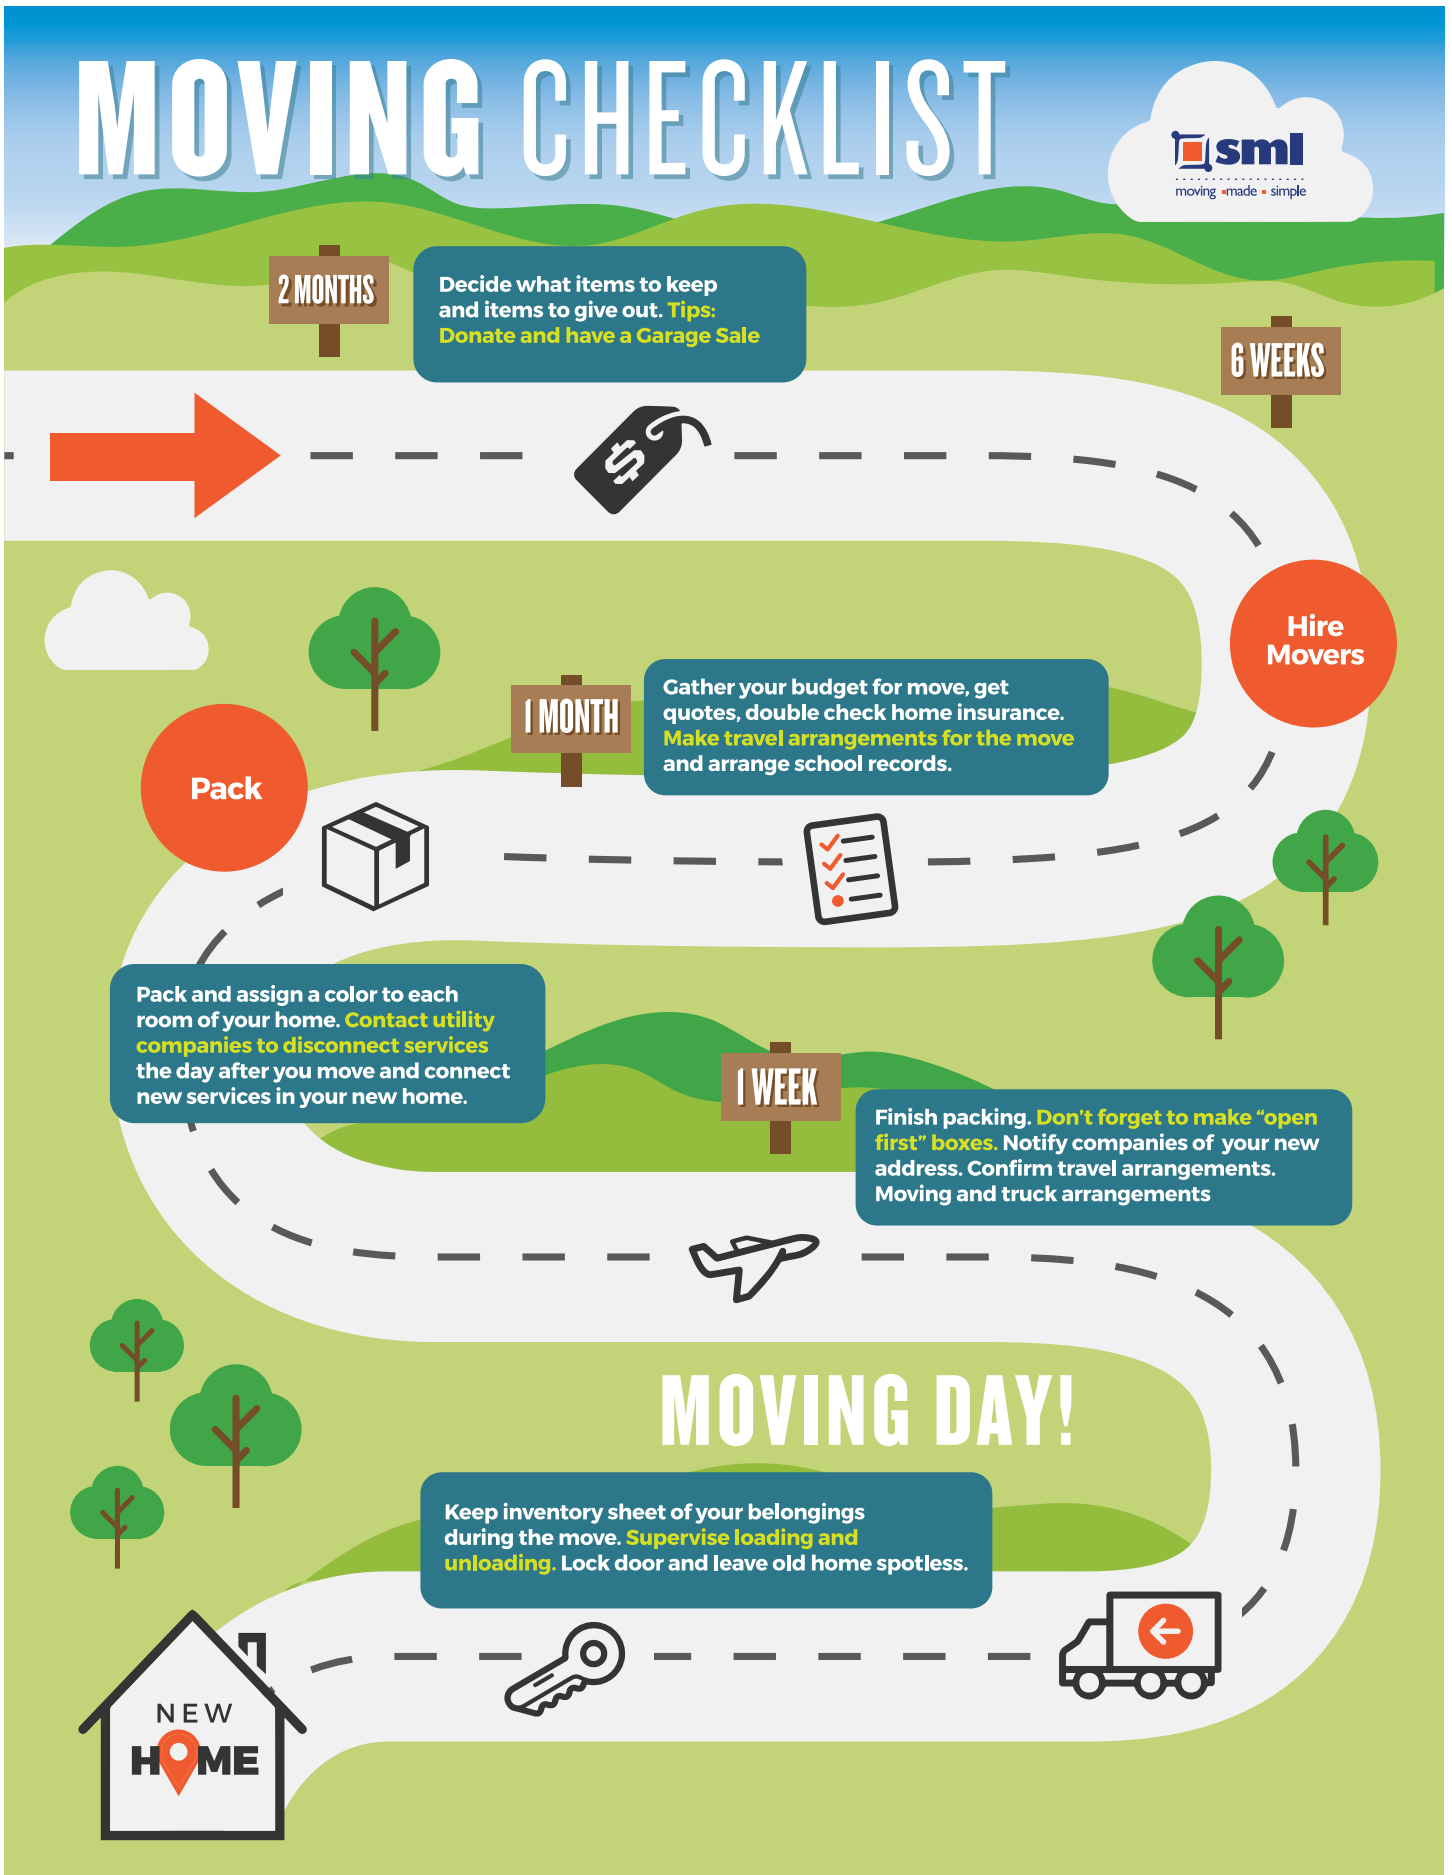 MOVING CHECKLIST
sml
moving made simple
2 MONTHS
Decide what items to keep
and items to give out. Tips:
Donate and have a Garage Sale
6 WEEKS
$
Hire
Movers
1 MONTH
Gather your budget for move, get
quotes, double check home insurance.
Make travel arrangements for the move
and arrange school records.
Pack
Pack and assign a color to each
room of your home. Contact utility
companies to disconnect services
the day after you move and connect
new services in your new home.
1 WEEK
Finish packing. Don't forget to make “open
first” boxes. Notify companies of your new
address. Confirm travel arrangements.
Moving and truck arrangements
MOVING DAY!
Keep inventory sheet of your belongings
during the move. Supervise loading and
unloading. Lock door and leave old home spotless.
NEW
HOME